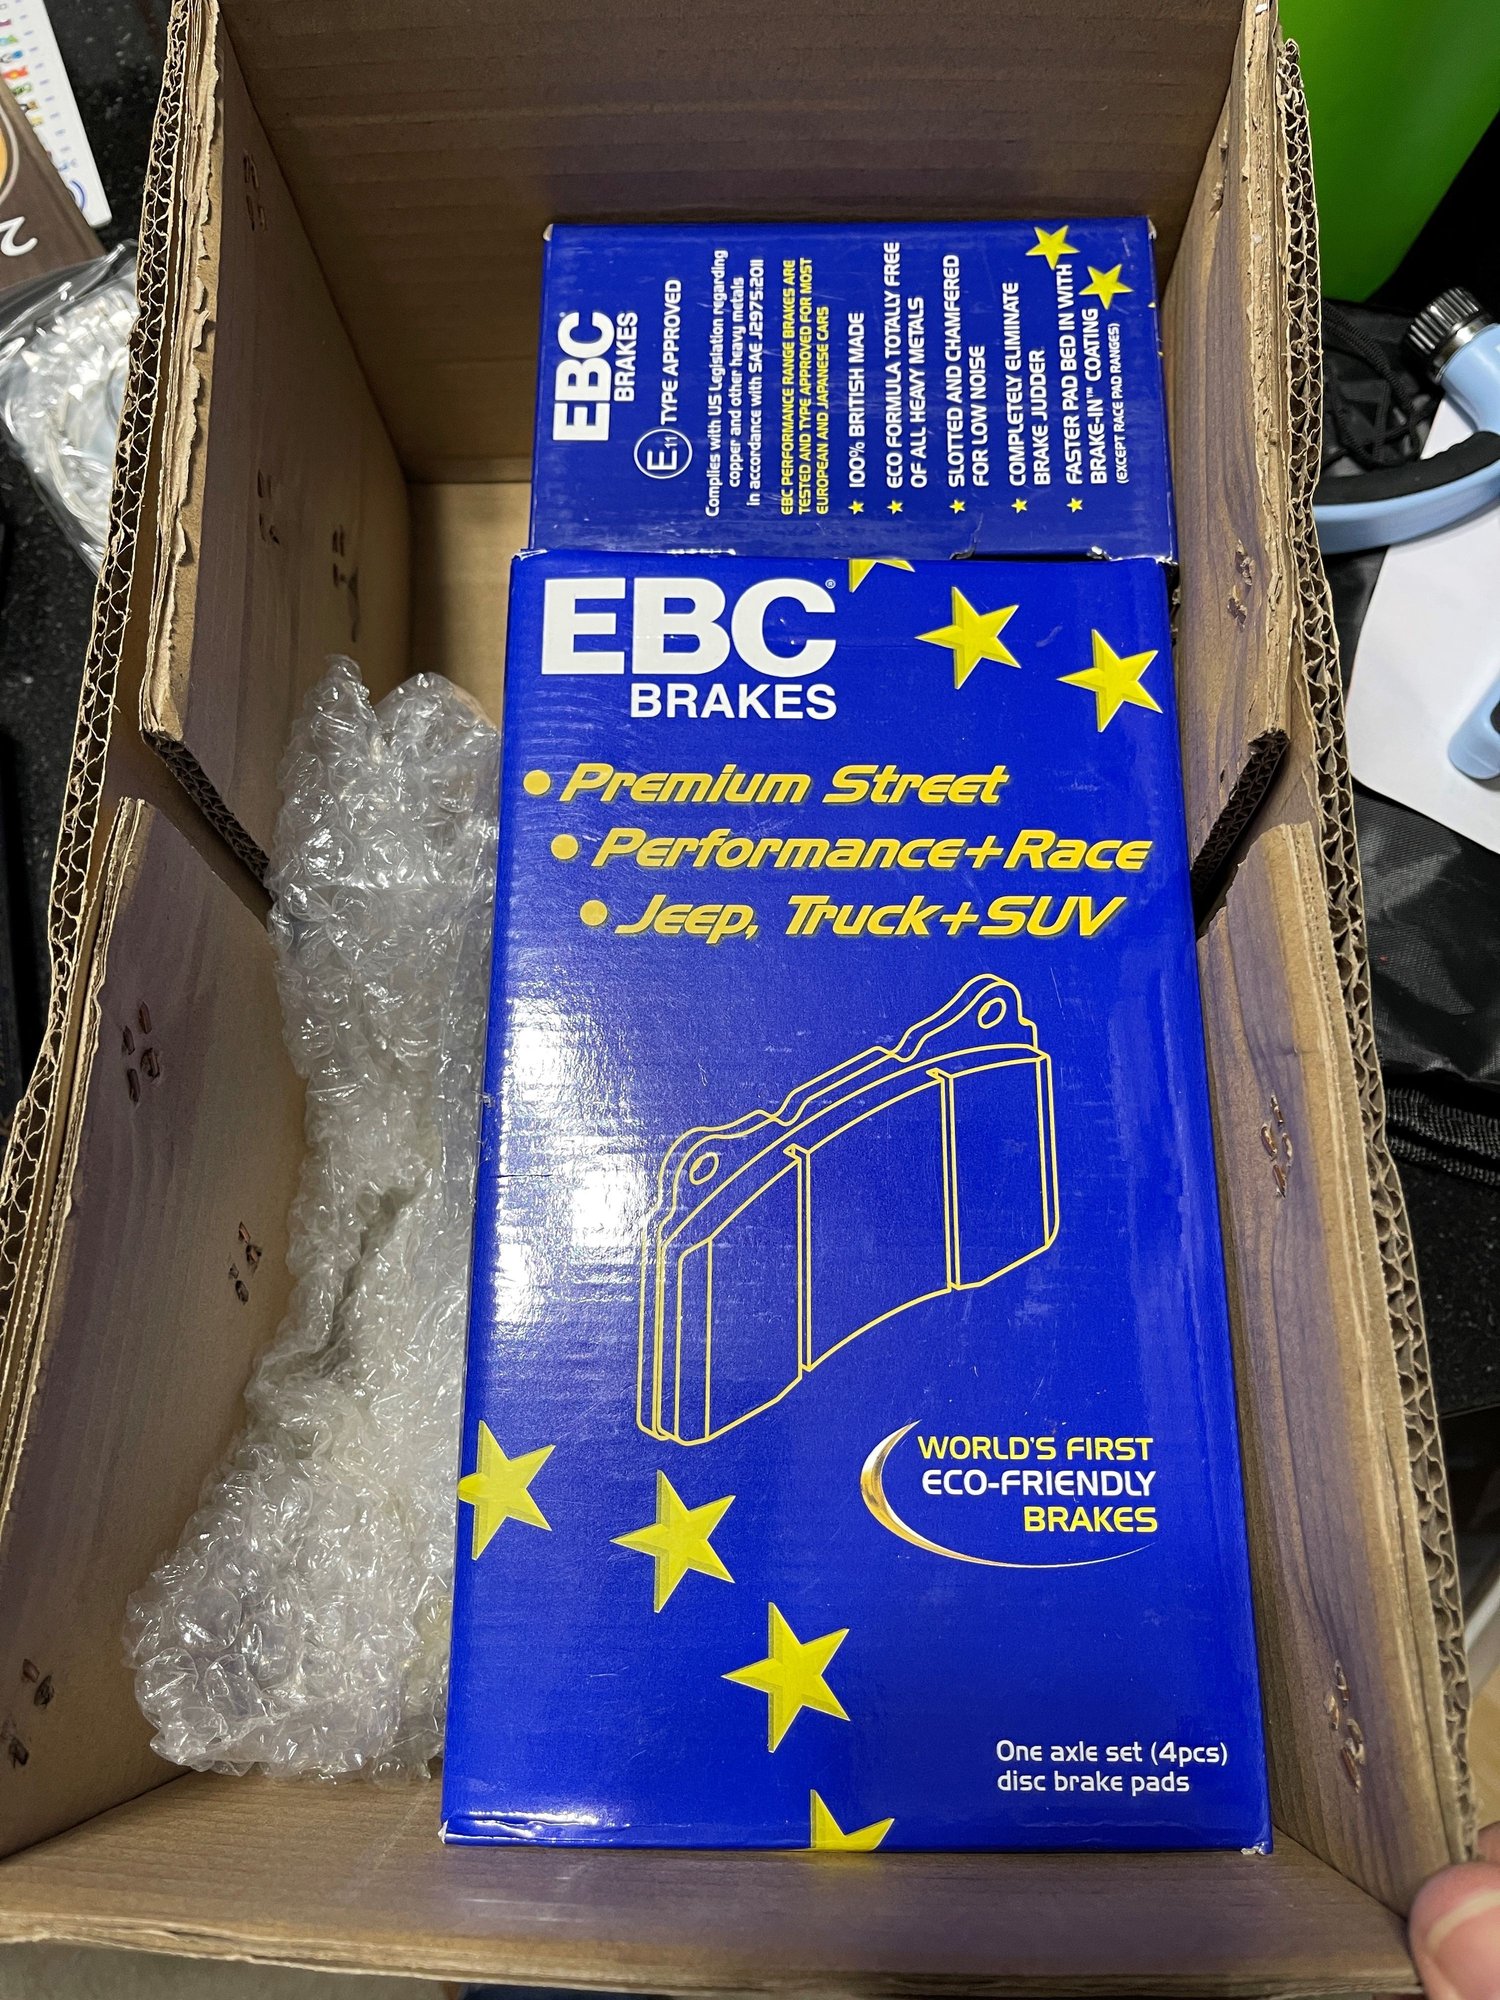 EBC
BRAKES
E11 TYPE APPROVED
Complies with US Legislation regarding
copper and other heavy metals
in accordance with SAE J2975:2011
EBC PERFORMANCE RANGE BRAKES ARE
TESTED AND TYPE APPROVED FOR MOST
EUROPEAN AND JAPANESE CARS
★ 100% BRITISH MADE
★ ECO FORMULA TOTALLY FREE
OF ALL HEAVY METALS
★ SLOTTED AND CHAMFERED
FOR LOW NOISE
★ COMPLETELY ELIMINATE
BRAKE JUDDER
★ FASTER PAD BED IN WITH
BRAKE-IN™ COATING
(EXCEPT RACE PAD RANGES)
EBC®
BRAKES
• Premium Street
• Performance+Race
• Jeep, Truck+SUV
WORLD'S FIRST
ECO-FRIENDLY
BRAKES
One axle set (4pcs)
disc brake pads
2